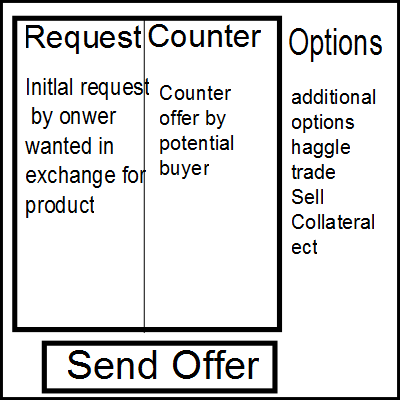 Request
Initlal request
by onwer
wanted in
exchange for
product
Counter
Counter
offer by
potential
buyer
Options
additional
options
haggle
trade
Sell
Collateral
ect
Send Offer